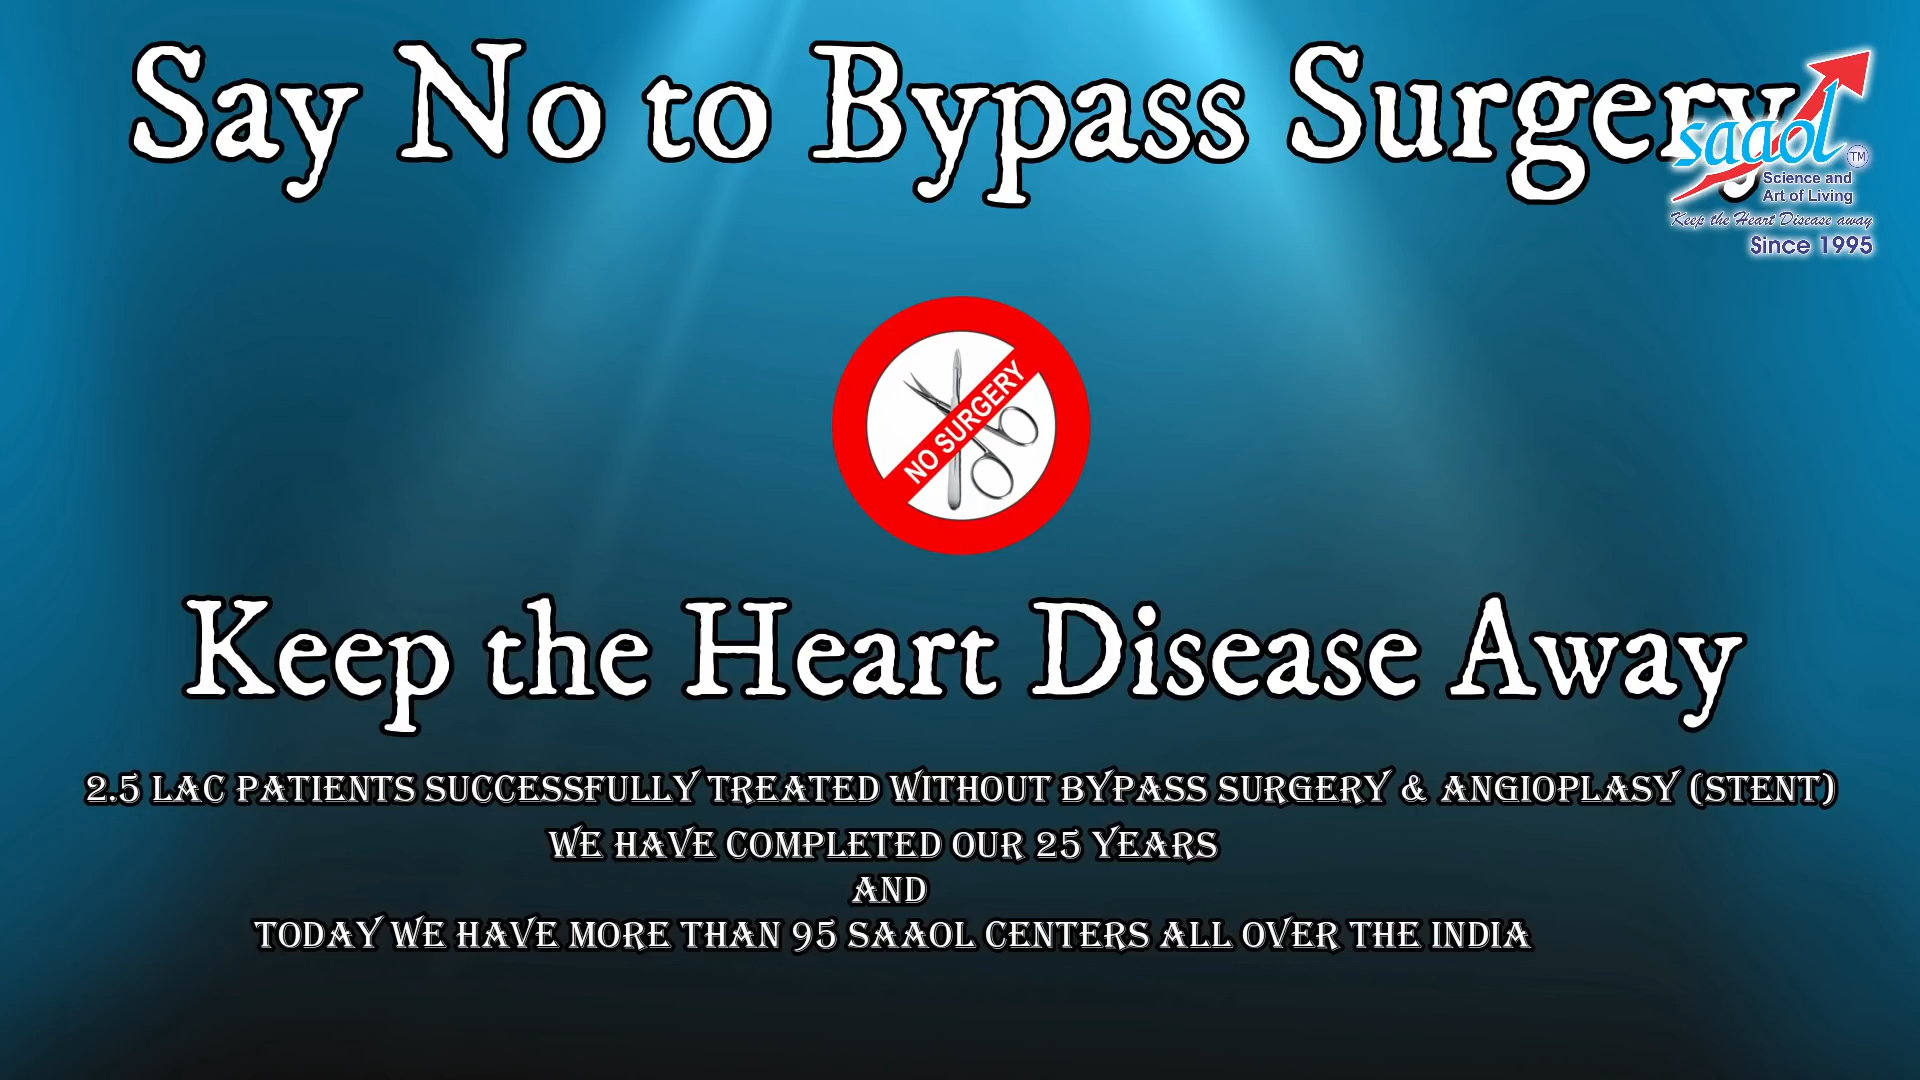 Say No to Bypass Surgery
saaol TM
Science and
Art of Living
Keep the Heart Disease away
Since 1995
NO SURGERY
Keep the Heart Disease Away
2.5 LAC PATIENTS SUCCESSFULLY TREATED WITHOUT BYPASS SURGERY & ANGIOPLASY (STENT)
WE HAVE COMPLETED OUR 25 YEARS
AND
TODAY WE HAVE MORE THAN 95 SAAOL CENTERS ALL OVER THE INDIA